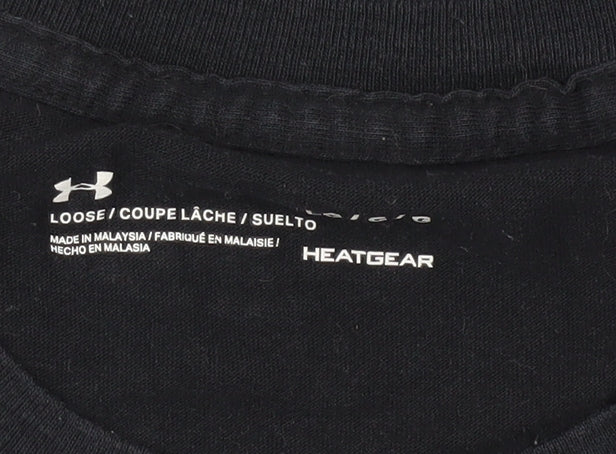 LOOSE / COUPE LÂCHE / SUELTO
MADE IN MALAYSIA / FABRIQUÉ EN MALAISIE /
HECHO EN MALASIA
HEATGEAR